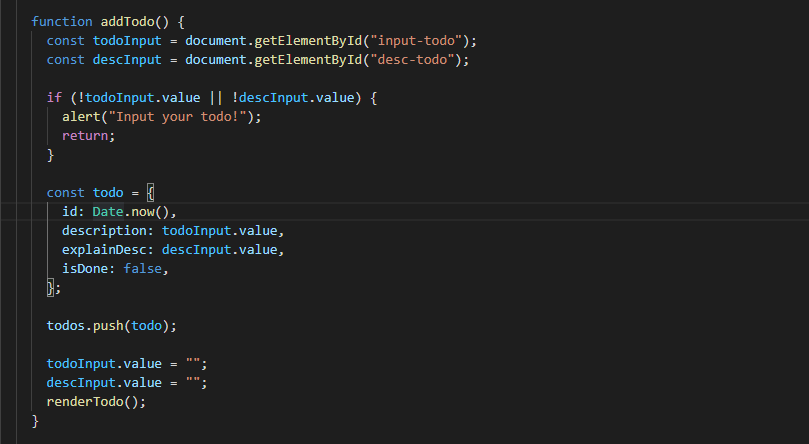 function addTodo() {
  const todoInput = document.getElementById("input-todo");
  const descInput = document.getElementById("desc-todo");

  if (!todoInput.value || !descInput.value) {
    alert("Input your todo!");
    return;
  }

  const todo = {
    id: Date.now(),
    description: todoInput.value,
    explainDesc: descInput.value,
    isDone: false,
  };

  todos.push(todo);

  todoInput.value = "";
  descInput.value = "";
  renderTodo();
}